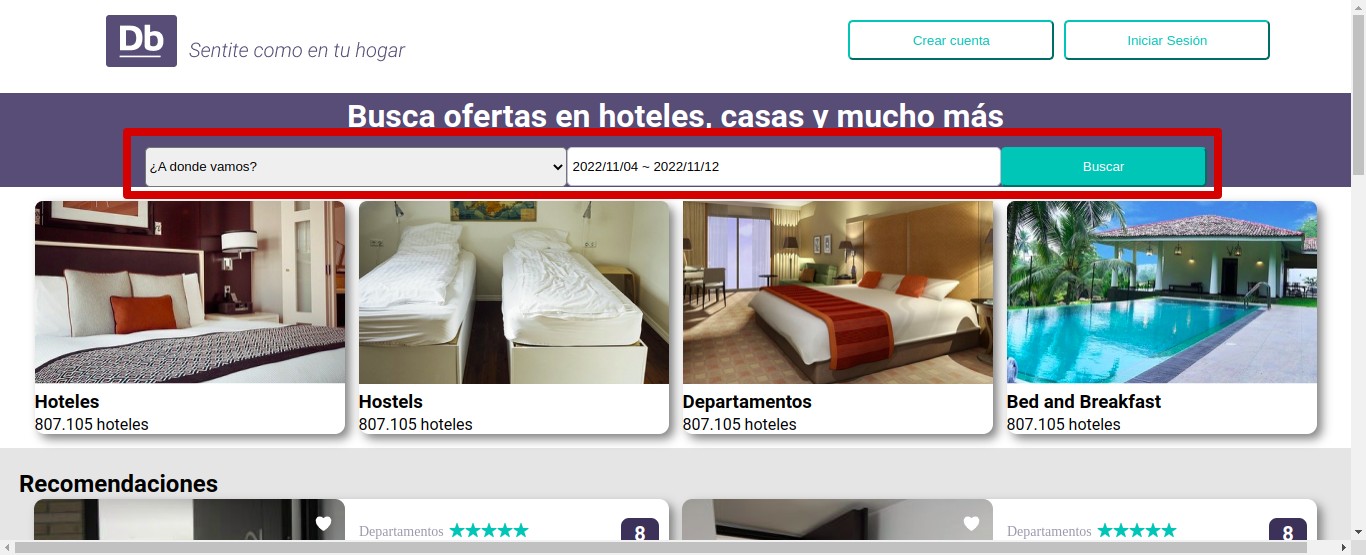 Db
Sentite como en tu hogar
Crear cuenta
Iniciar Sesión
Busca ofertas en hoteles, casas y mucho más
¿A donde vamos?
2022/11/04 ~ 2022/11/12
Buscar
Hoteles
807.105 hoteles
Hostels
807.105 hoteles
Departamentos
807.105 hoteles
Bed and Breakfast
807.105 hoteles
Recomendaciones
Departamentos
8
Departamentos
8